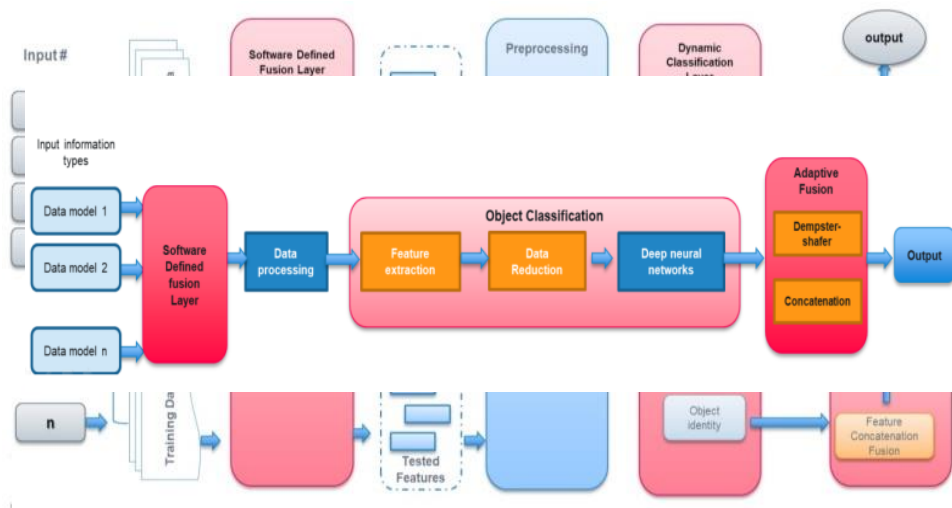 Input #
Software Defined
Fusion Layer
Preprocessing
Dynamic
Classification
output
Input information
types
Data model 1
Data model 2
Data model n
Software
Defined
fusion
Layer
Data
processing
Object Classification
Feature
extraction
Data
Reduction
Deep neural
networks
Adaptive
Fusion
Dempster-
shafer
Concatenation
Output
n
Training Da
Tested
Features
Object
identity
Feature
Concatenation
Fusion